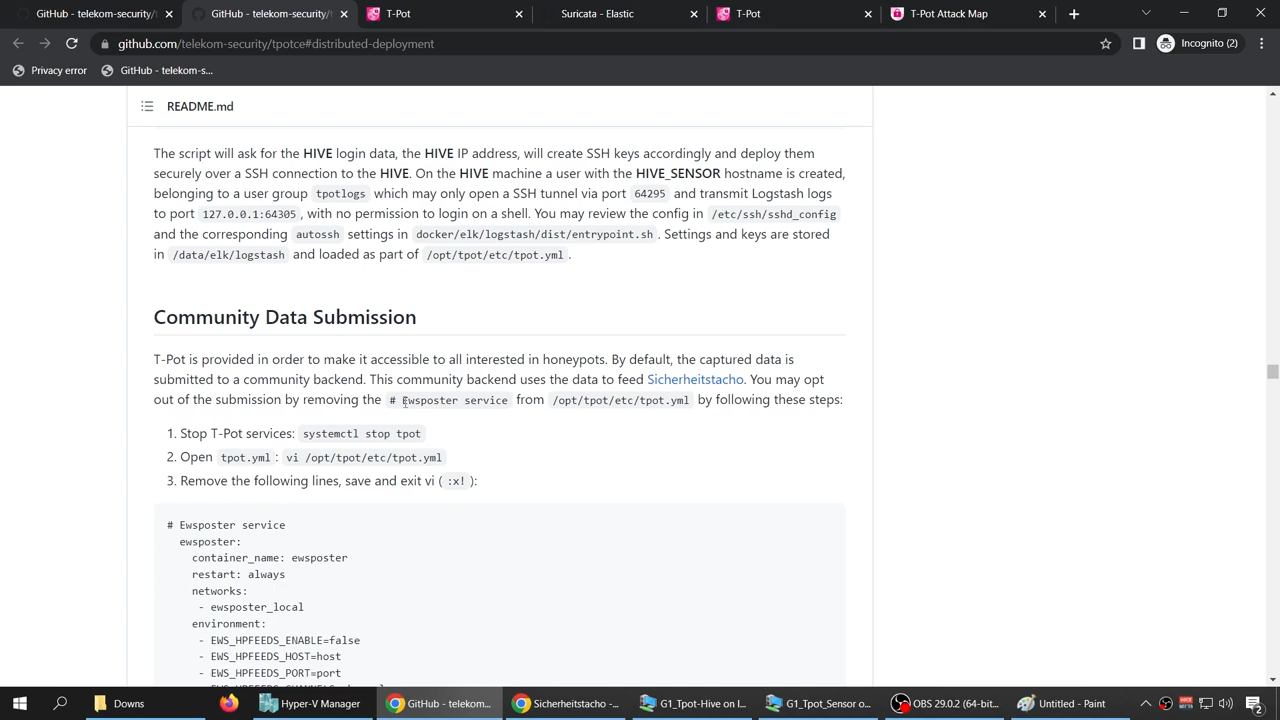 GitHub - telekom-security/
GitHub - telekom-security/
T-Pot
Suricata - Elastic
T-Pot
T-Pot Attack Map
github.com/telekom-security/tpotce#distributed-deployment
Incognito (2)
Privacy error
GitHub - telekom-s...
README.md
The script will ask for the HIVE login data, the HIVE IP address, will create SSH keys accordingly and deploy them
securely over a SSH connection to the HIVE. On the HIVE machine a user with the HIVE_SENSOR hostname is created,
belonging to a user group tpotlogs which may only open a SSH tunnel via port 64295 and transmit Logstash logs
to port 127.0.0.1:64305, with no permission to login on a shell. You may review the config in /etc/ssh/sshd_config
and the corresponding autossh settings in docker/elk/logstash/dist/entrypoint.sh. Settings and keys are stored
in /data/elk/logstash and loaded as part of /opt/tpot/etc/tpot.yml.
Community Data Submission
T-Pot is provided in order to make it accessible to all interested in honeypots. By default, the captured data is
submitted to a community backend. This community backend uses the data to feed Sicherheitstacho. You may opt
out of the submission by removing the # Ewsposter service from /opt/tpot/etc/tpot.yml by following these steps:
1. Stop T-Pot services: systemctl stop tpot
2. Open tpot.yml: vi /opt/tpot/etc/tpot.yml
3. Remove the following lines, save and exit vi (:x!):
# Ewsposter service
ewsposter:
container_name: ewsposter
restart: always
networks:
- ewsposter_local
environment:
- EWS_HPFEEDS_ENABLE=false
- EWS_HPFEEDS_HOST=host
- EWS_HPFEEDS_PORT=port
Downs
Hyper-V Manager
GitHub - telekom...
Sicherheitstacho -...
G1_Tpot-Hive on l...
G1_Tpot_Sensor o...
OBS 29.0.2 (64-bit...
Untitled - Paint
2